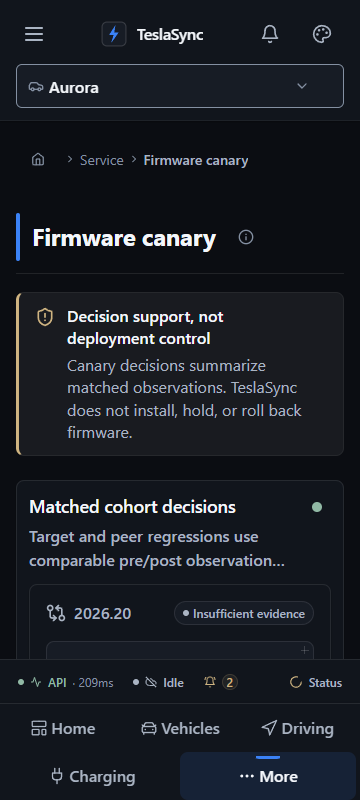 TeslaSync
Aurora
Service
Firmware canary
Firmware canary
Decision support, not
deployment control
Canary decisions summarize
matched observations. TeslaSync
does not install, hold, or roll back
firmware.
Matched cohort decisions
Target and peer regressions use
comparable pre/post observation...
2026.20
Insufficient evidence
API · 209ms
Idle
2
Status
Home
Vehicles
Driving
Charging
More